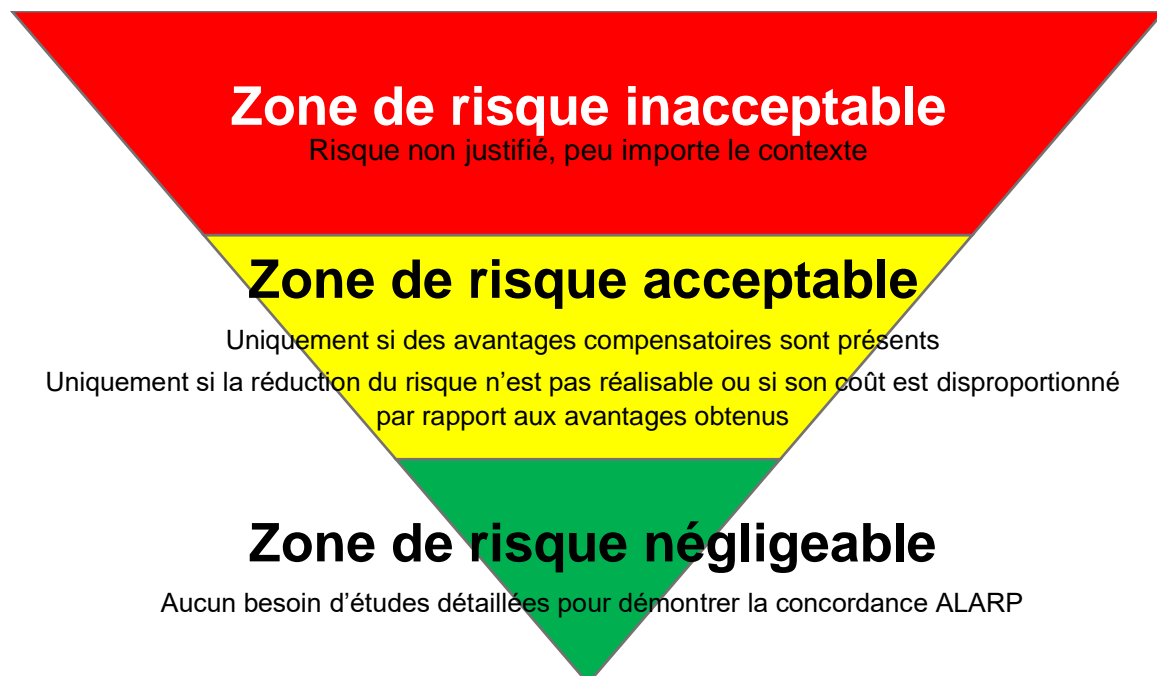 Zone de risque inacceptable
Risque non justifié, peu importe le contexte
Zone de risque acceptable
Uniquement si des avantages compensatoires sont présents
Uniquement si la réduction du risque n’est pas réalisable ou si son coût est disproportionné
par rapport aux avantages obtenus
Zone de risque négligeable
Aucun besoin d’études détaillées pour démontrer la concordance ALARP